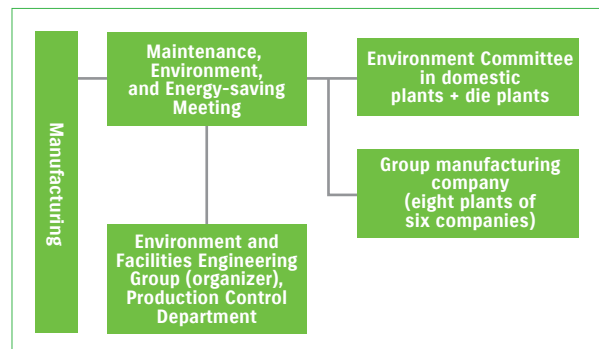 Manufacturing
Maintenance,
Environment,
and Energy-saving
Meeting
Environment Committee
in domestic
plants + die plants
Group manufacturing
company
(eight plants of
six companies)
Environment and
Facilities Engineering
Group (organizer),
Production Control
Department